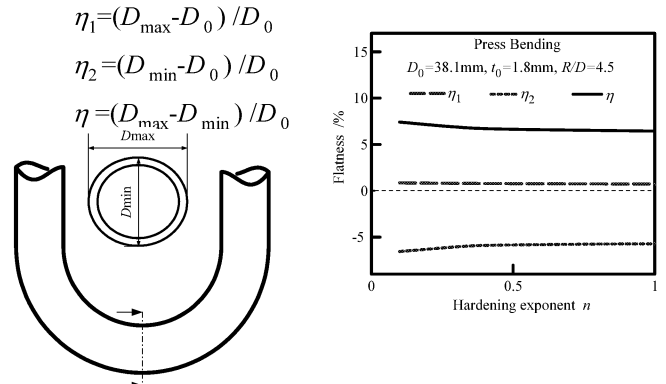 η₁=(Dmax-D₀) /D₀
η₂=(Dmin-D₀)/D₀
η=(Dmax-Dmin) /D₀
Dmax
Dmin
Press Bending
D₀=38.1mm, t₀=1.8mm, R/D=4.5
η₁ η₂ η
15
10
5
0
-5
Flatness /%
0 0.5 1
Hardening exponent n